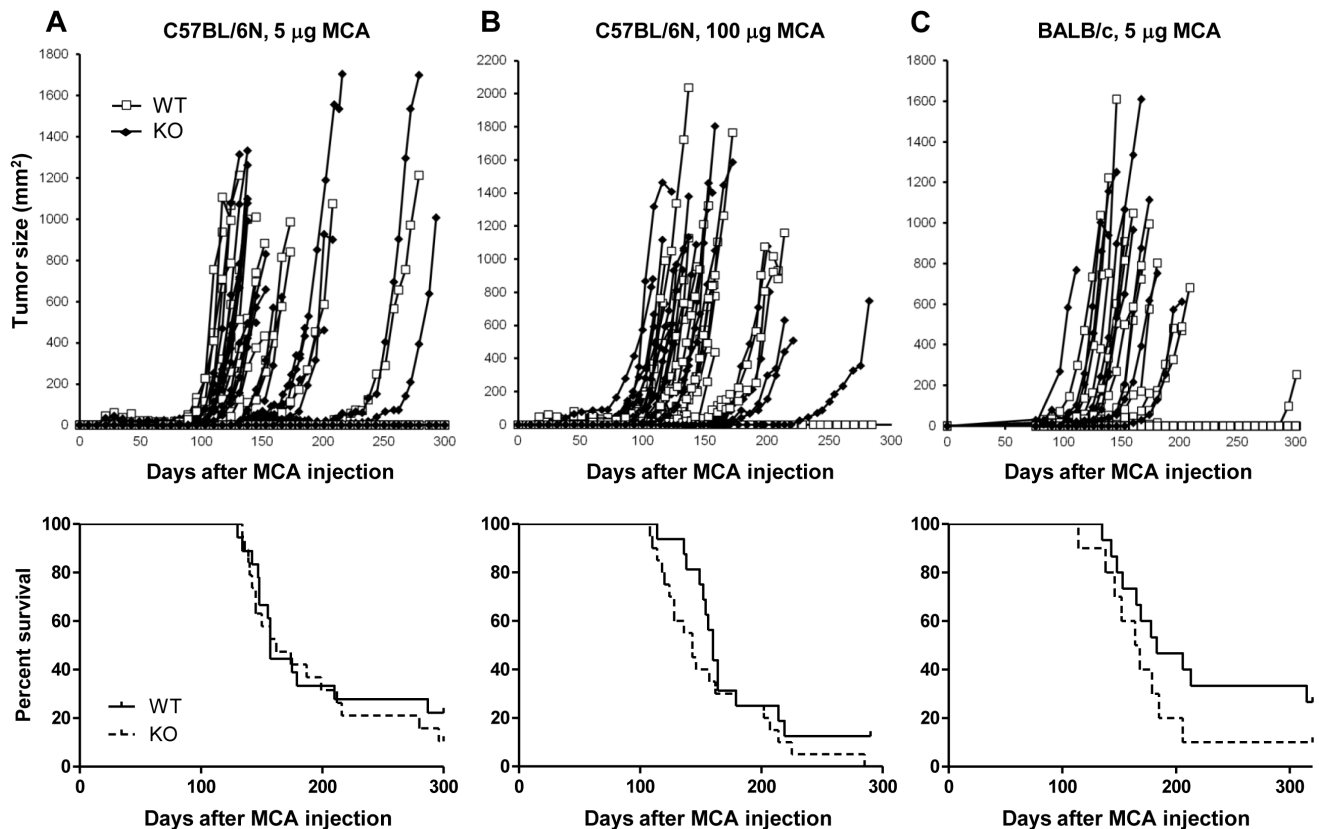 A
C57BL/6N, 5 μg MCA
B
C57BL/6N, 100 μg MCA
C
BALB/c, 5 μg MCA
Tumor size (mm²)
1800
1600
1400
1200
1000
800
600
400
200
0
WT
KO
0 50 100 150 200 250 300
Days after MCA injection
2200
2000
1800
1600
1400
1200
1000
800
600
400
200
0
0 50 100 150 200 250 300
Days after MCA injection
1800
1600
1400
1200
1000
800
600
400
200
0
0 50 100 150 200 250 300
Days after MCA injection
Percent survival
100
80
60
40
20
0
WT
KO
0 100 200 300
Days after MCA injection
100
80
60
40
20
0
0 100 200 300
Days after MCA injection
100
80
60
40
20
0
0 100 200 300
Days after MCA injection